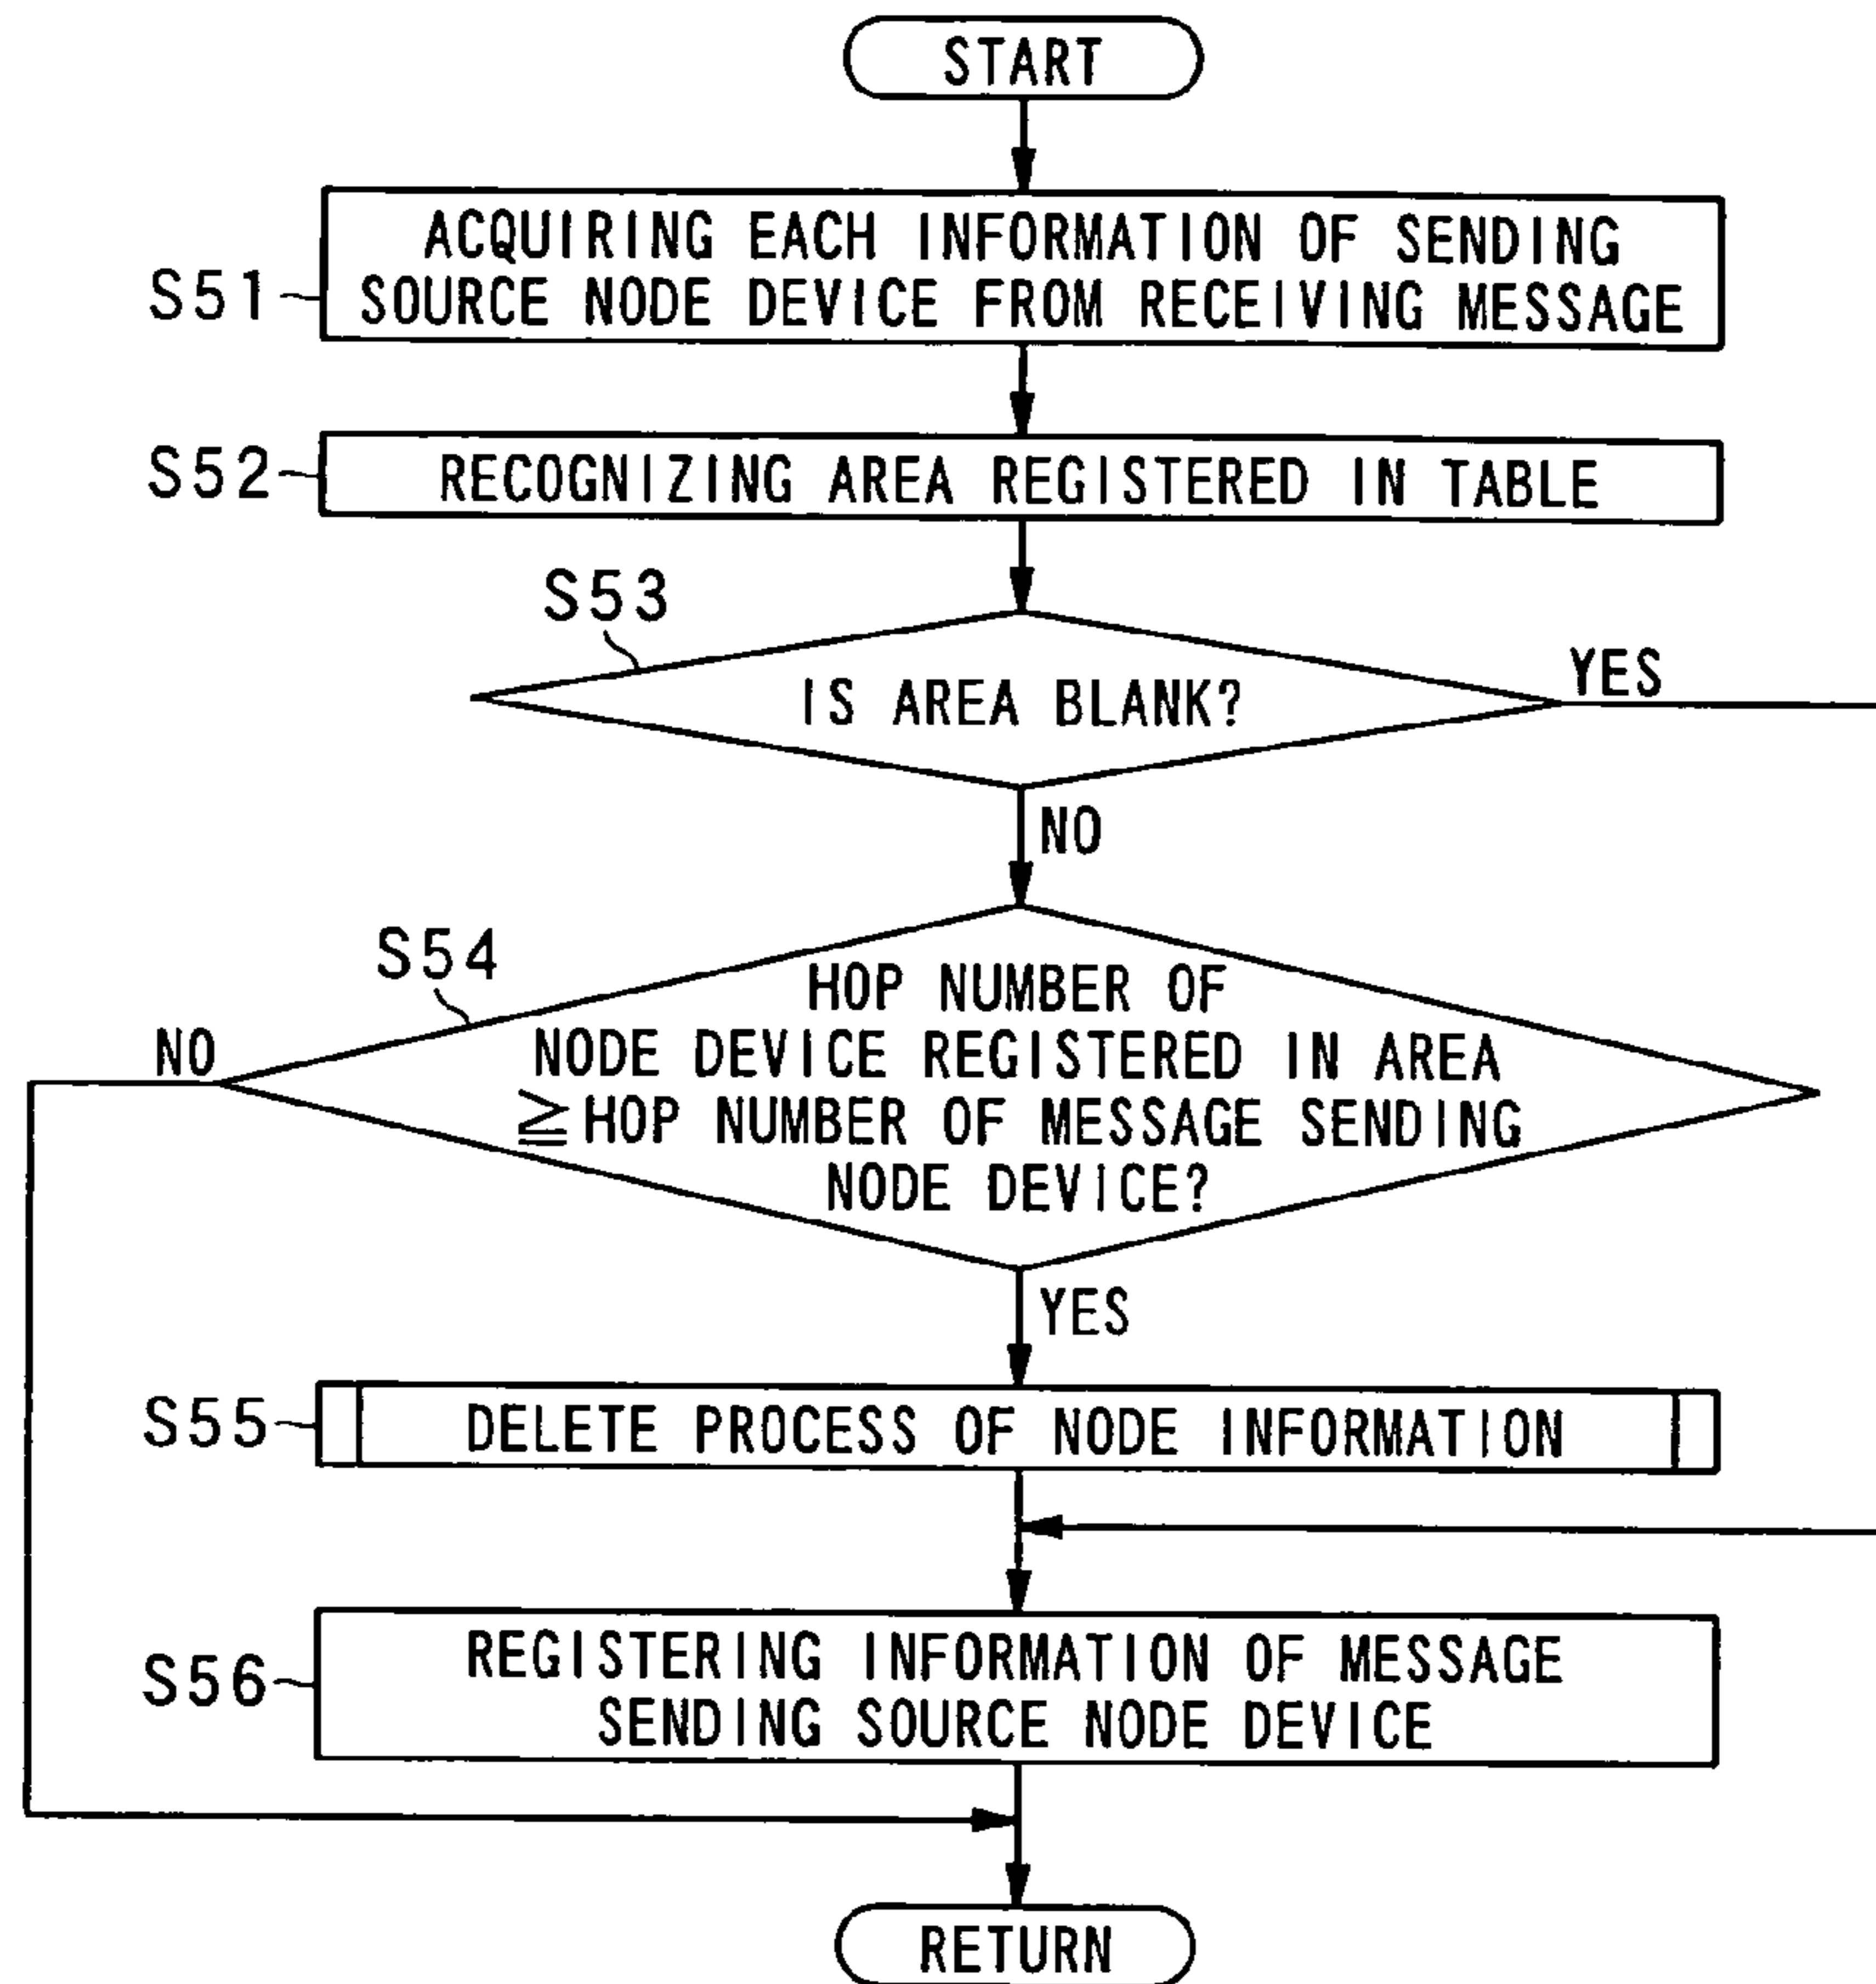 START
ACQUIRING EACH INFORMATION OF SENDING
S51 SOURCE NODE DEVICE FROM RECEIVING MESSAGE
S52 RECOGNIZING AREA REGISTERED IN TABLE
S53
IS AREA BLANK?
YES
NO
S54
HOP NUMBER OF
NO
NODE DEVICE REGISTERED IN AREA
≧HOP NUMBER OF MESSAGE SENDING
NODE DEVICE?
YES
S55 DELETE PROCESS OF NODE INFORMATION
S56
REGISTERING INFORMATION OF MESSAGE
SENDING SOURCE NODE DEVICE
RETURN